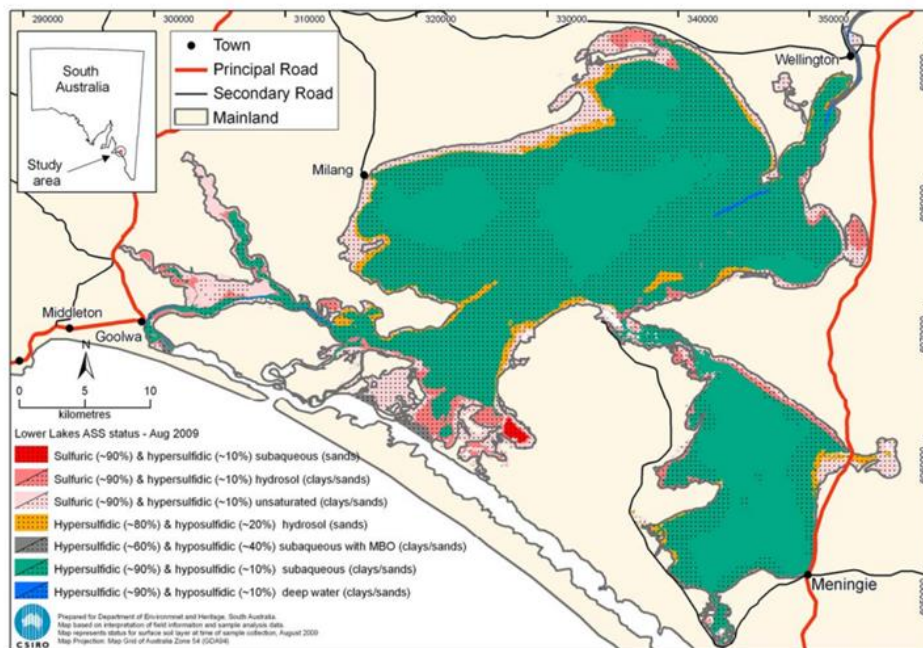 290000 300000 310000 320000 330000 340000 350000
South
Australia
Study
area
Town
Principal Road
Secondary Road
Mainland
Wellington
Milang
Middleton
Goolwa
N
0 5 10
kilometres
Meningie
Lower Lakes ASS status - Aug 2009
Sulfuric (~90%) & hypersulfidic (~10%) subaqueous (sands)
Sulfuric (~90%) & hypersulfidic (~10%) hydrosol (clays/sands)
Sulfuric (~90%) & hypersulfidic (~10%) unsaturated (clays/sands)
Hypersulfidic (~80%) & hyposulfidic (~20%) hydrosol (sands)
Hypersulfidic (~60%) & hyposulfidic (~40%) subaqueous with MBO (clays/sands)
Hypersulfidic (~90%) & hyposulfidic (~10%) subaqueous (clays/sands)
Hypersulfidic (~90%) & hyposulfidic (~10%) deep water (clays/sands)
CSIRO
Prepared for Department of Environmnet and Heritage, South Australia.
Map based on interpretation of field information and sample analysis data.
Map represents status for surface soil layer at time of sample collection, August 2009
Map Projection: Map Grid of Australia Zone 54 (GDA94)